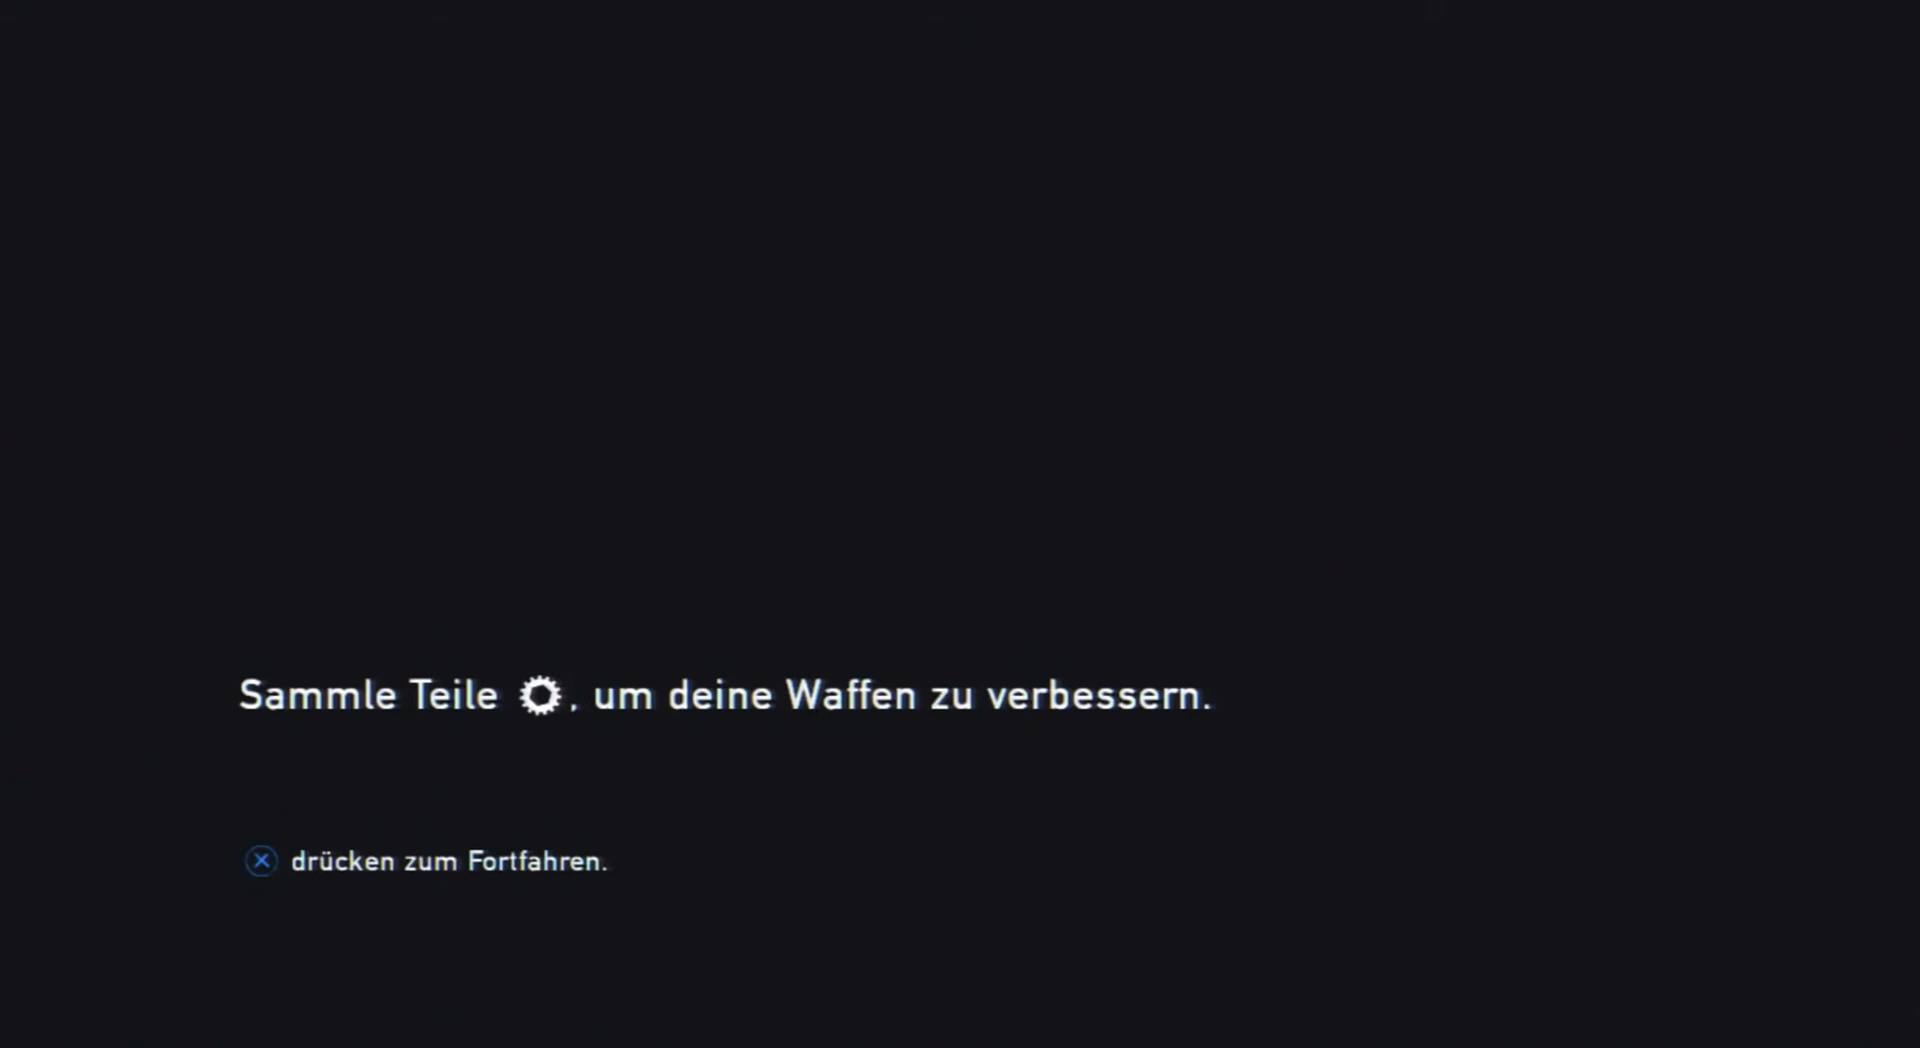 Sammle Teile , um deine Waffen zu verbessern.
drücken zum Fortfahren.